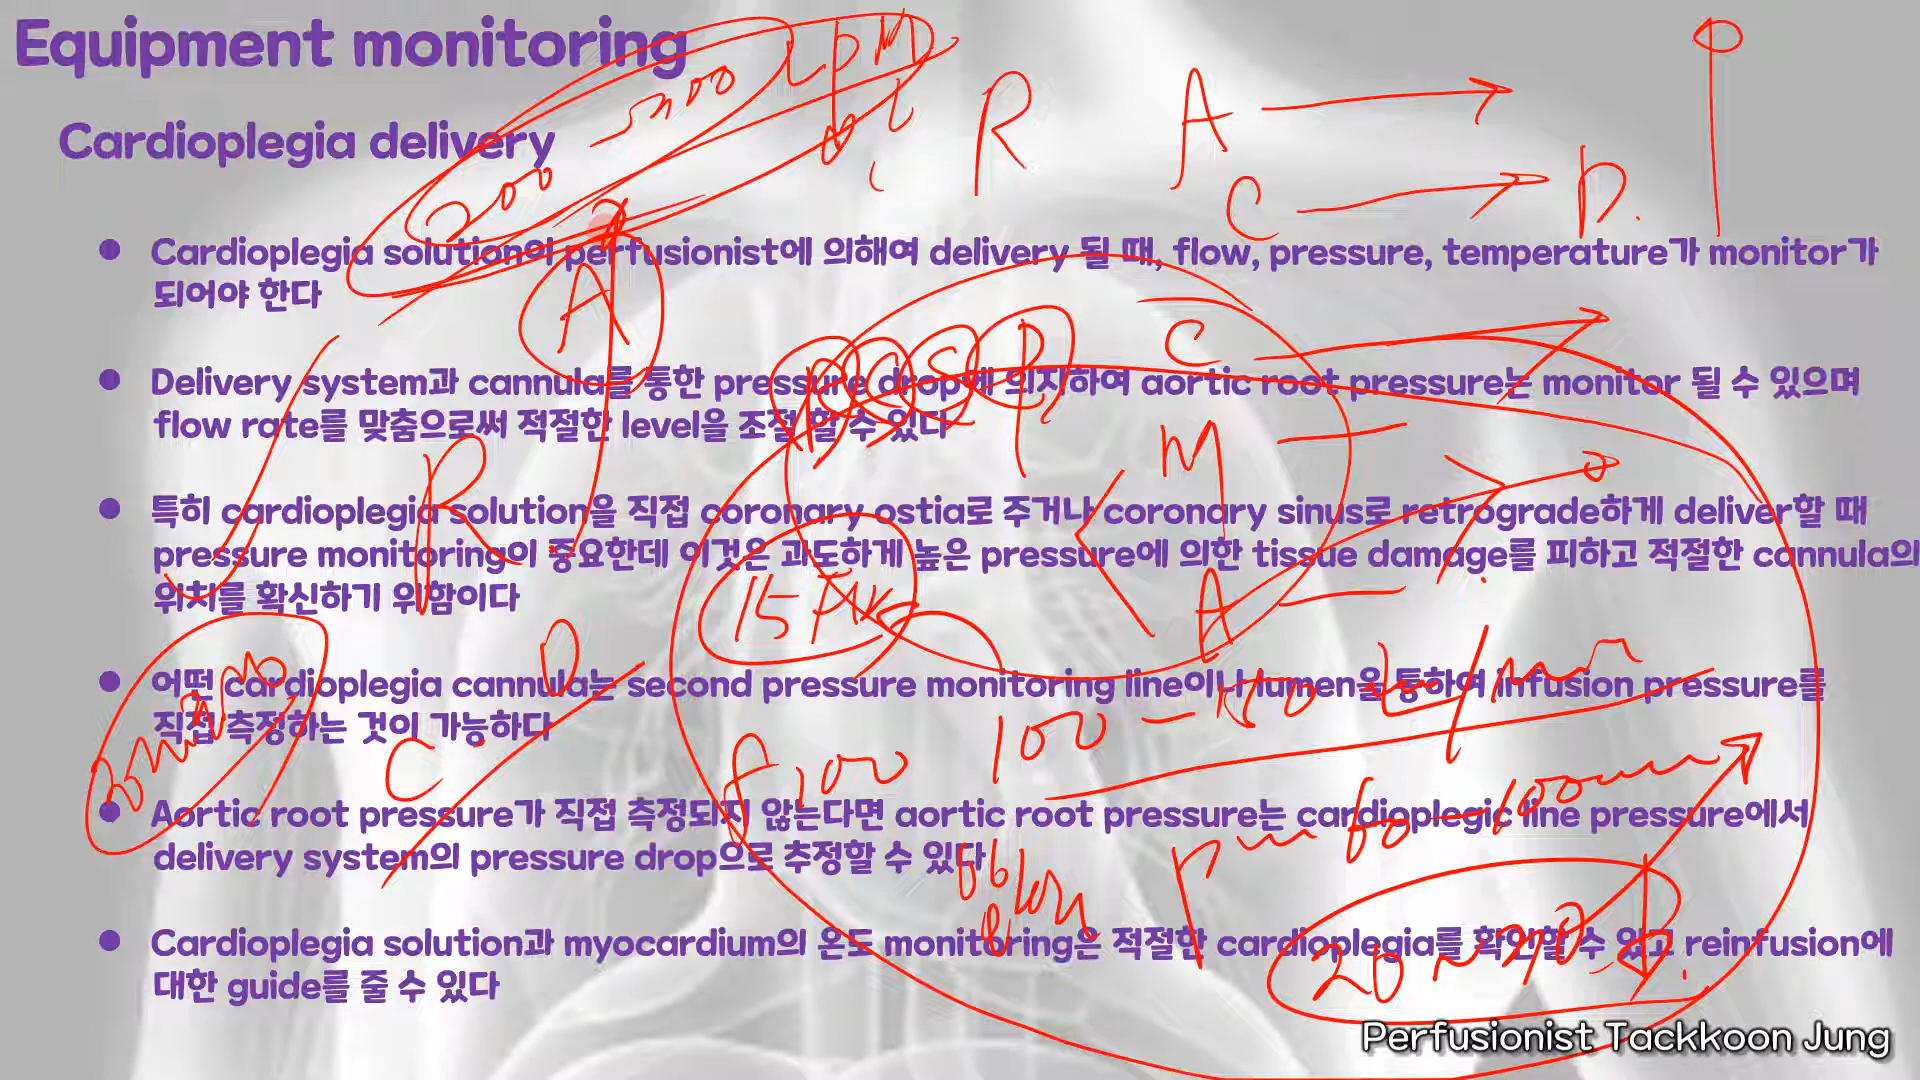 Equipment monitoring
Cardioplegia delivery
200 ~ 300
R
A
C
D.
• Cardioplegia solution이 perfusionist에 의해여 delivery 될 때, flow, pressure, temperature가 monitor가
되어야 한다
A
C
• Delivery system과 cannula를 통한 pressure drop에 의지하여 aortic root pressure는 monitor 될 수 있으며
flow rate를 맞춤으로써 적절한 level을 조절 할 수 있다
R
M
• 특히 cardioplegia solution을 직접 coronary ostia로 주거나 coronary sinus로 retrograde하게 deliver할 때
pressure monitoring이 중요한데 이것은 과도하게 높은 pressure에 의한 tissue damage를 피하고 적절한 cannula의
위치를 확신하기 위함이다
A
• 어떤 cardioplegia cannula는 second pressure monitoring line이나 lumen을 통하여 infusion pressure를
직접 측정하는 것이 가능하다
C
D
100 - 150
• Aortic root pressure가 직접 측정되지 않는다면 aortic root pressure는 cardioplegic line pressure에서
delivery system의 pressure drop으로 추정할 수 있다
• Cardioplegia solution과 myocardium의 온도 monitoring은 적절한 cardioplegia를 확인할 수 있고 reinfusion에
대한 guide를 줄 수 있다
Perfusionist Tackkoon Jung